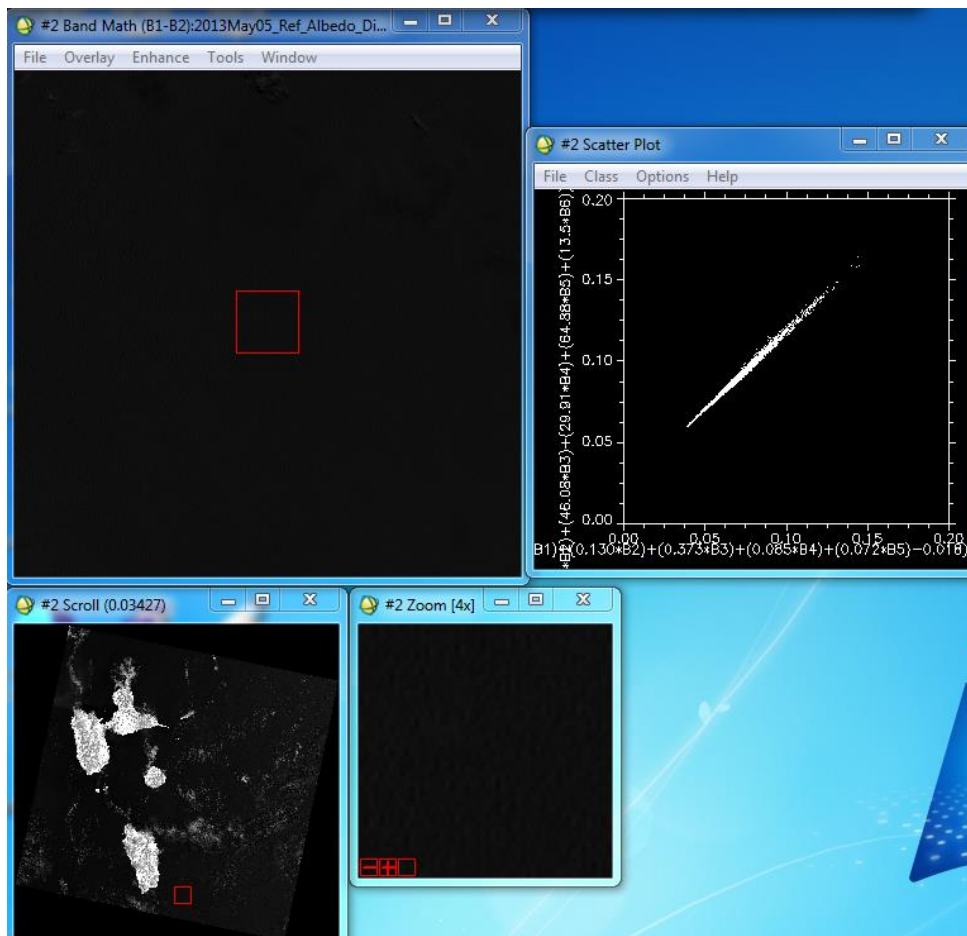 #2 Band Math (B1-B2):2013May05_Ref_Albedo_Di...
File Overlay Enhance Tools Window
#2 Scatter Plot
File Class Options Help
*B2)+(46.08*B3)+(29.91*B4)+(64.88*B5)+(13.5*B6))
0.20
0.15
0.10
0.05
0.00
0.00 0.05 0.10 0.15 0.20
B1)+(0.130*B2)+(0.373*B3)+(0.085*B4)+(0.072*B5)-0.018)
#2 Scroll (0.03427)
#2 Zoom [4x]